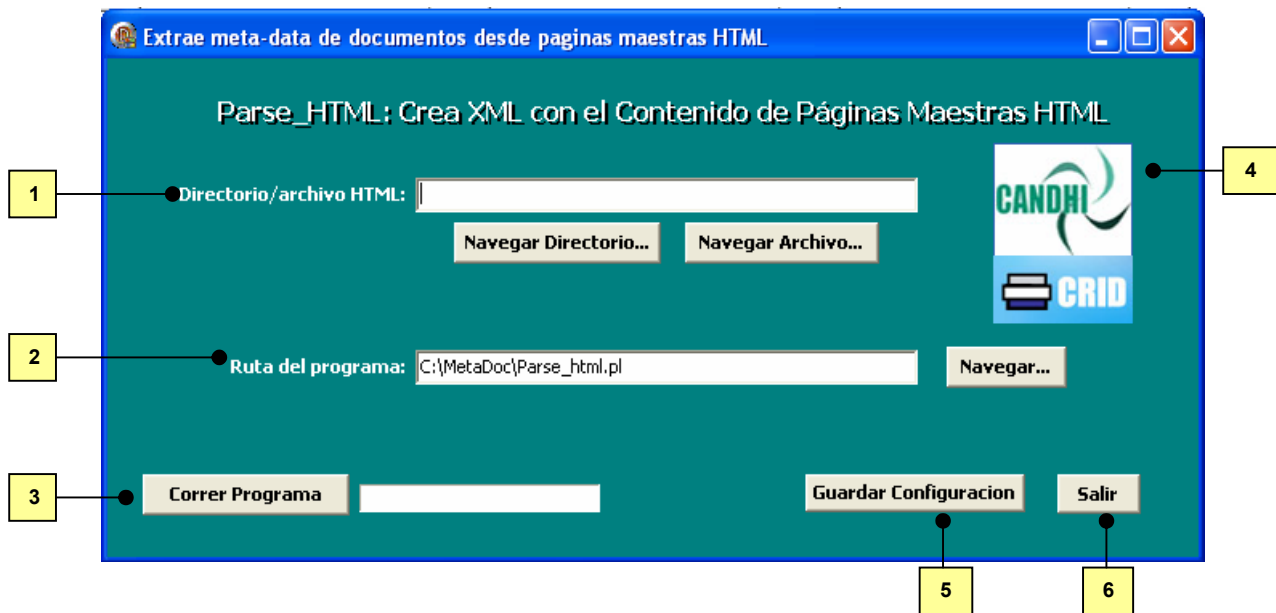 Extrae meta-data de documentos desde paginas maestras HTML
Parse_HTML: Crea XML con el Contenido de Páginas Maestras HTML
4
1
Directorio/archivo HTML:
CANDHI
Navegar Directorio... Navegar Archivo...
CRID
2
Ruta del programa: C:\MetaDoc\Parse_html.pl Navegar...
3
Correr Programa Guardar Configuracion Salir
5 6